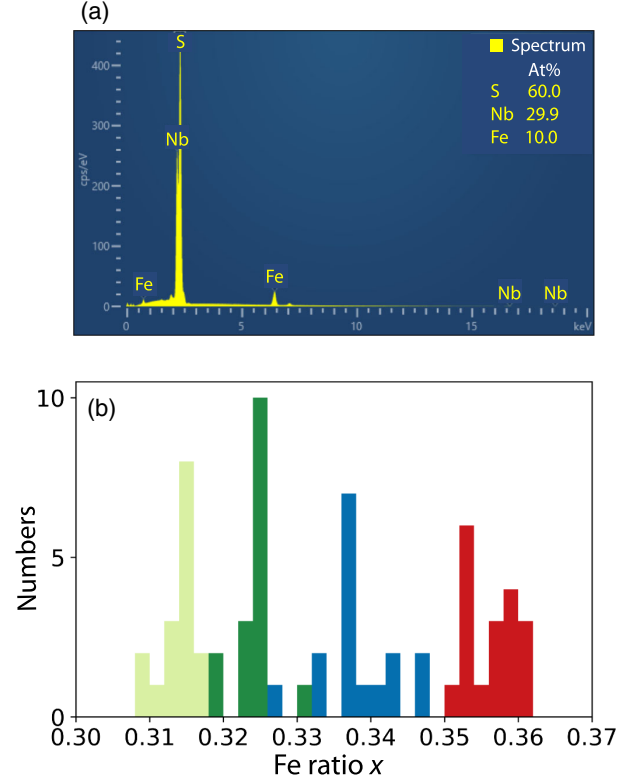 (a)
S
Spectrum
At%
S 60.0
Nb 29.9
Fe 10.0
400
300
Nb
cps/eV
200
100
Fe
Fe
Nb
Nb
0
0
5
10
15
keV
(b)
10
5
0
Numbers
0.30
0.31
0.32
0.33
0.34
0.35
0.36
0.37
Fe ratio x